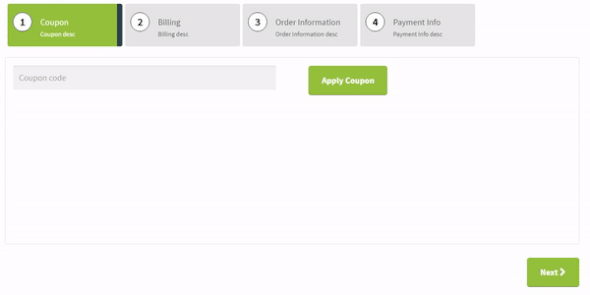 1 Coupon
Coupon desc
2 Billing
Billing desc
3 Order Information
Order Information desc
4 Payment Info
Payment Info desc
Coupon code
Apply Coupon
Next